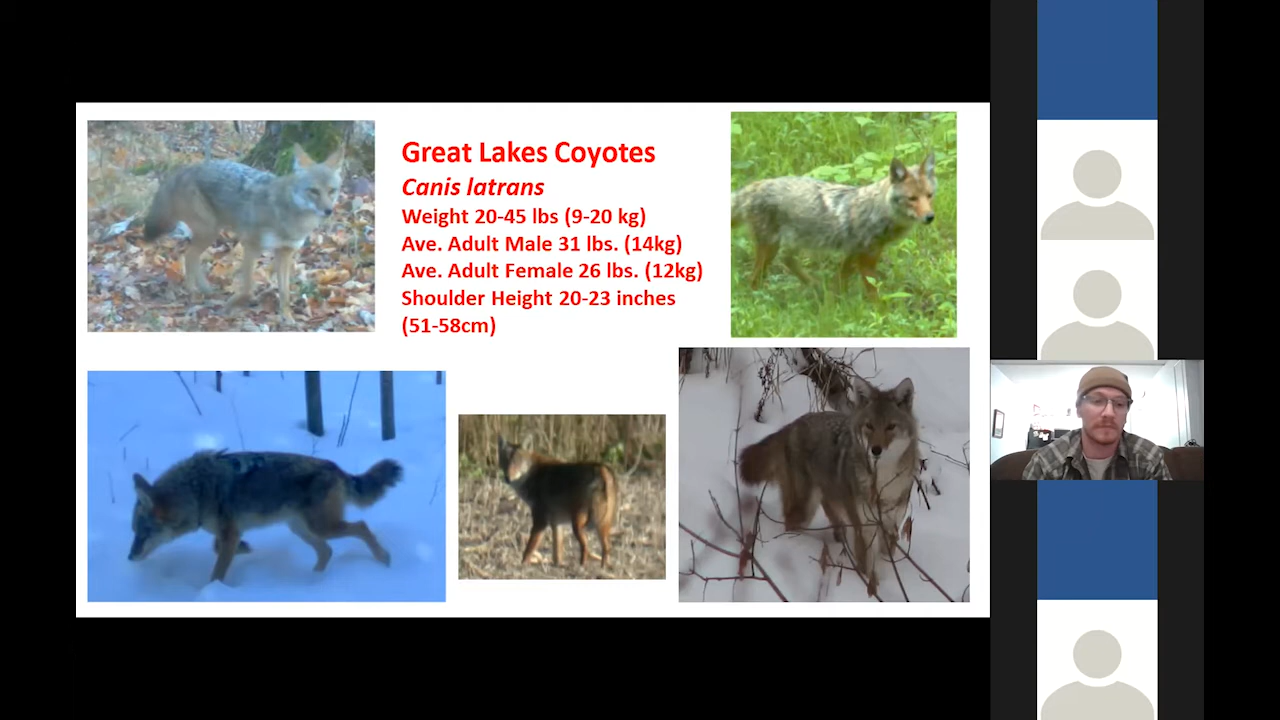 Great Lakes Coyotes
Canis latrans
Weight 20-45 lbs (9-20 kg)
Ave. Adult Male 31 lbs. (14kg)
Ave. Adult Female 26 lbs. (12kg)
Shoulder Height 20-23 inches
(51-58cm)